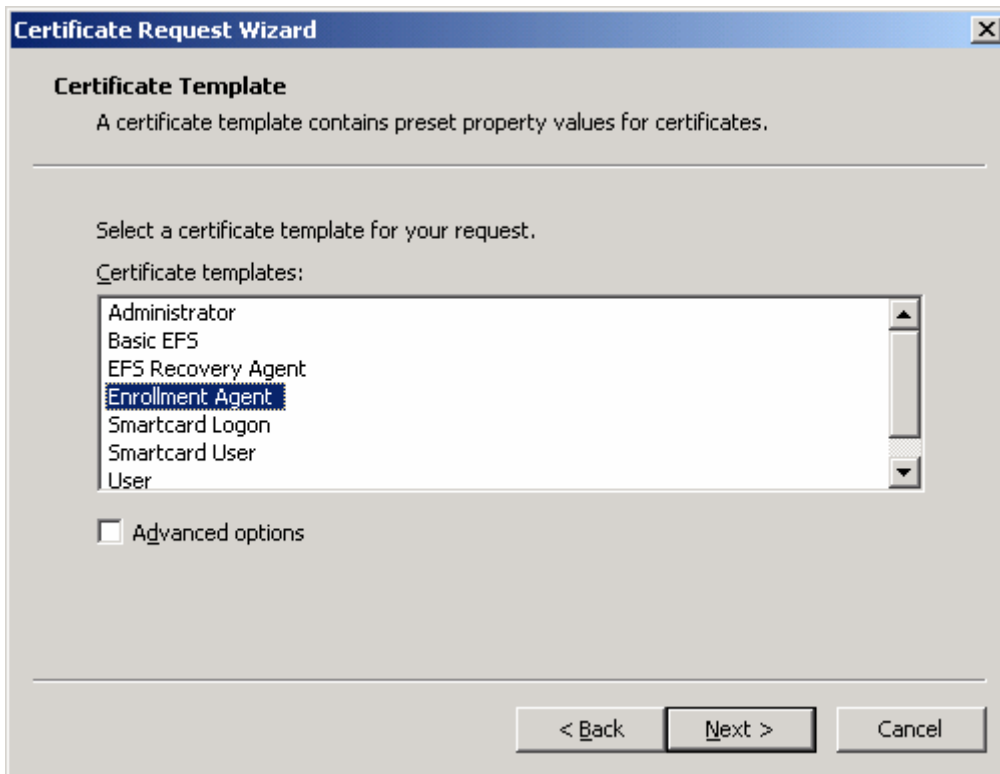 Certificate Request Wizard
Certificate Template
A certificate template contains preset property values for certificates.
Select a certificate template for your request.
Certificate templates:
Administrator
Basic EFS
EFS Recovery Agent
Enrollment Agent
Smartcard Logon
Smartcard User
User
Advanced options
< Back Next > Cancel